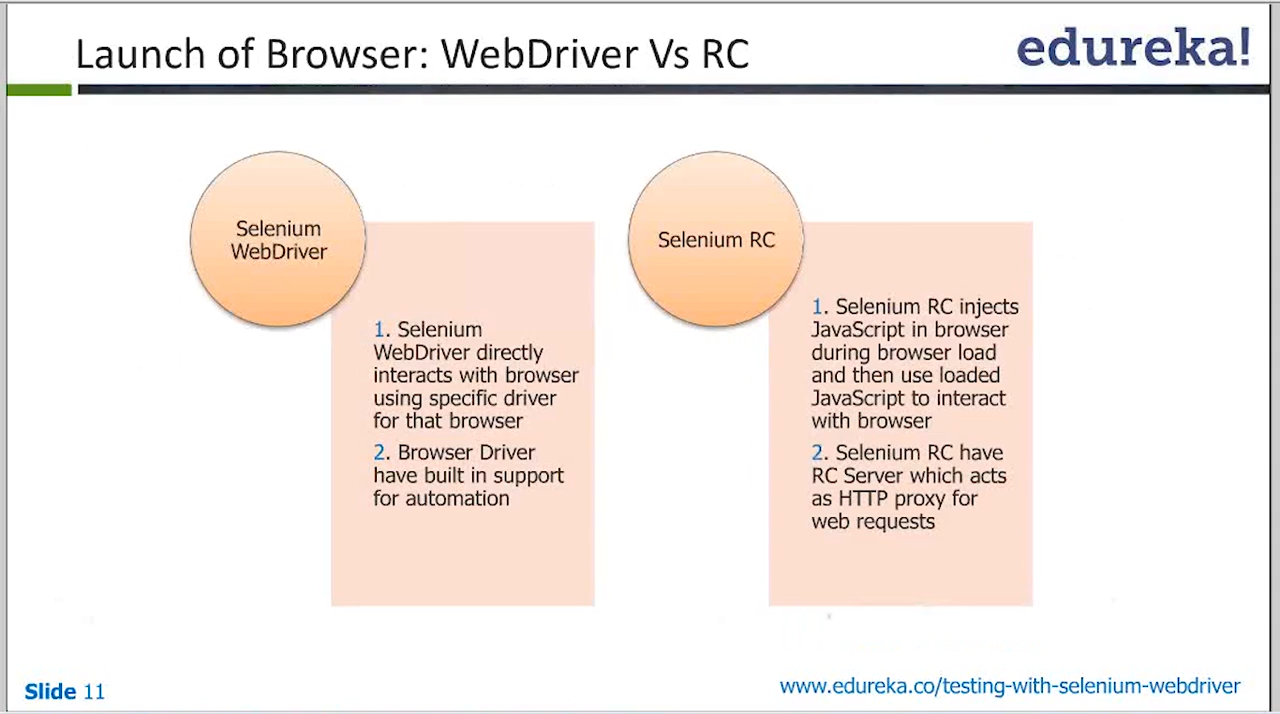 Launch of Browser: WebDriver Vs RC
edureka!
Selenium
WebDriver
1. Selenium
WebDriver directly
interacts with browser
using specific driver
for that browser
2. Browser Driver
have built in support
for automation
Selenium RC
1. Selenium RC injects
JavaScript in browser
during browser load
and then use loaded
JavaScript to interact
with browser
2. Selenium RC have
RC Server which acts
as HTTP proxy for
web requests
Slide 11
www.edureka.co/testing-with-selenium-webdriver